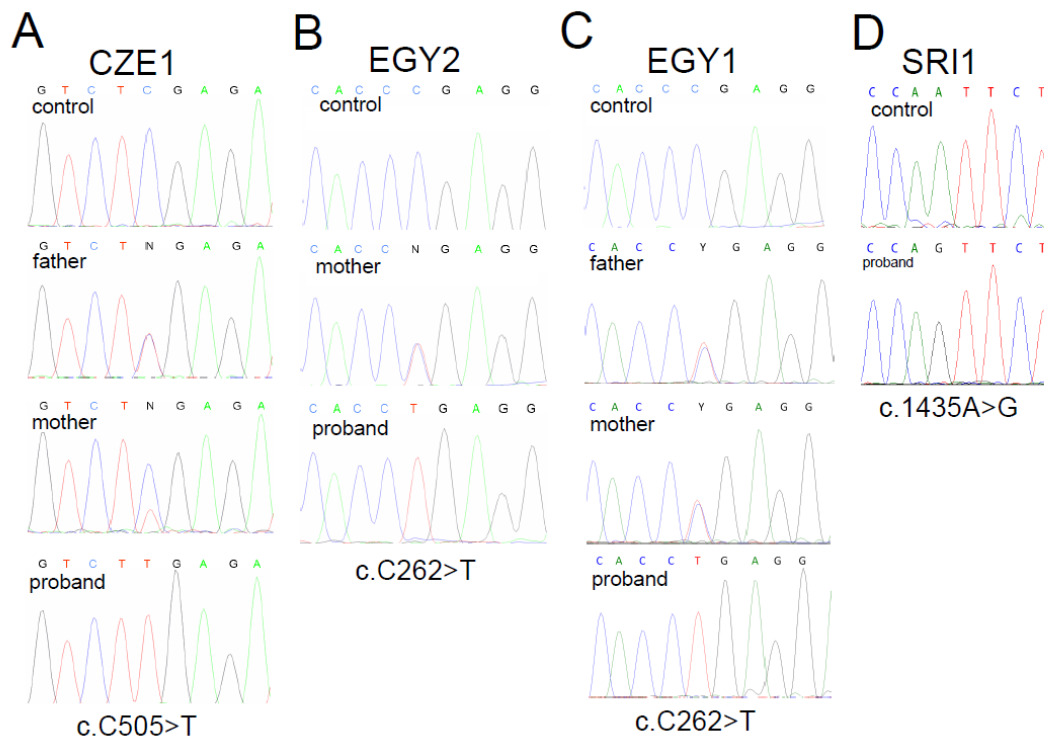 A
CZE1
G T C T C G A G A
control
G T C T N G A G A
father
G T C T N G A G A
mother
G T C T T G A G A
proband
c.C505>T
B
EGY2
C A C C C G A G G
control
C A C C N G A G G
mother
C A C C T G A G G
proband
c.C262>T
C
EGY1
C A C C C G A G G
control
C A C C Y G A G G
father
C A C C Y G A G G
mother
C A C C T G A G G
proband
c.C262>T
D
SRI1
C C A A T T C T
control
C C A G T T C T
proband
c.1435A>G